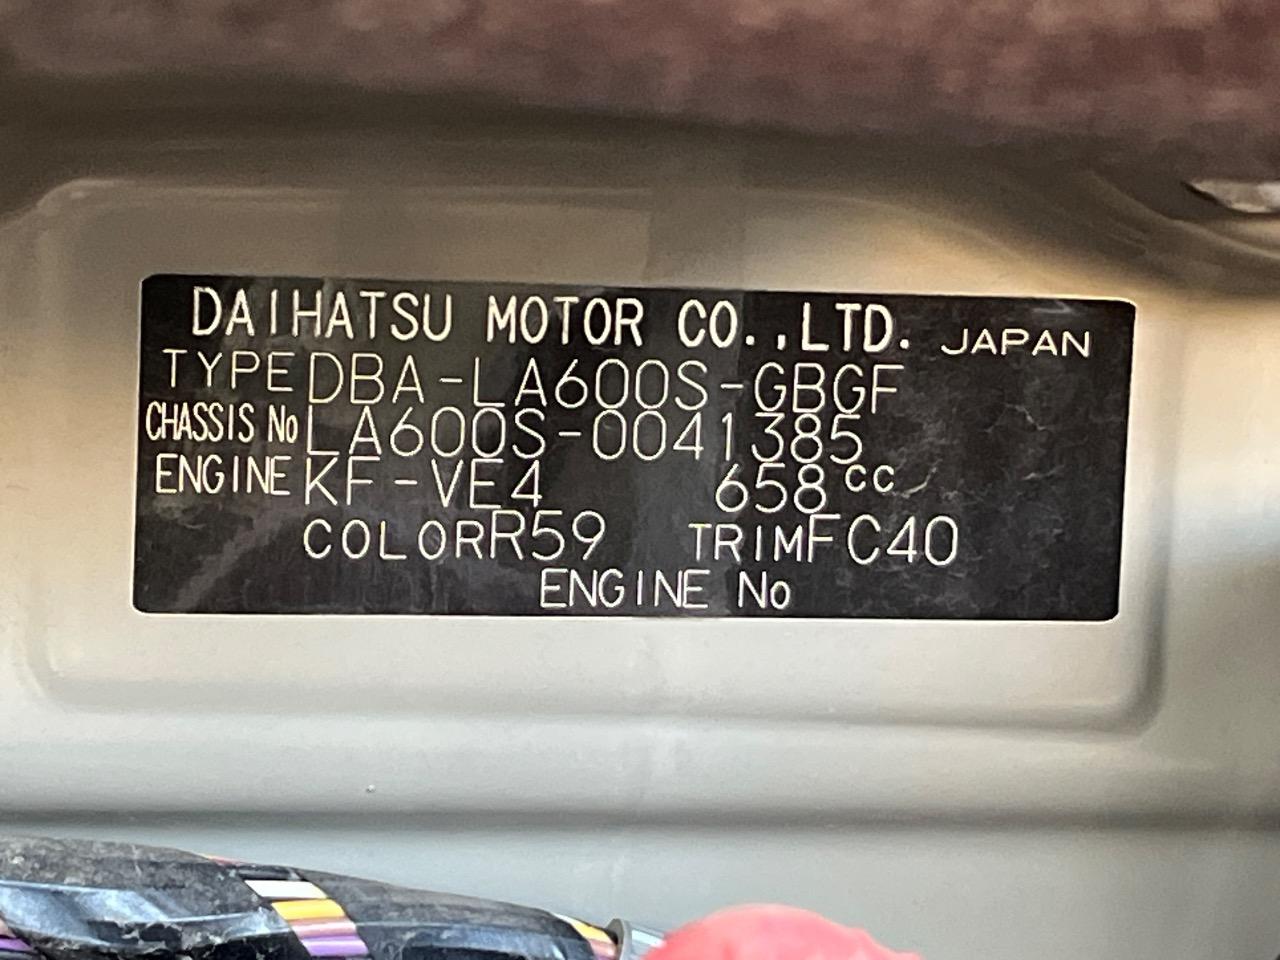 DAIHATSU MOTOR CO.,LTD. JAPAN
TYPE DBA-LA600S-GBGF
CHASSIS No LA600S-0041385
ENGINE KF-VE4 658cc
COLOR R59 TRIM FC40
ENGINE No